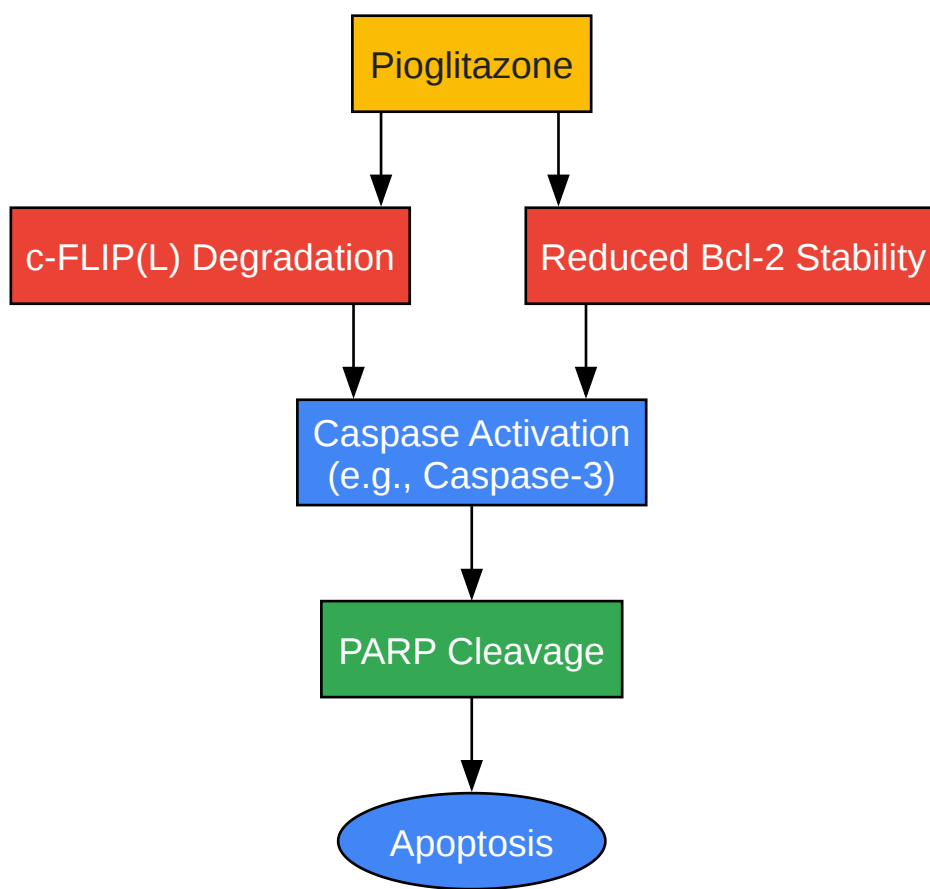 Pioglitazone
c-FLIP(L) Degradation
Reduced Bcl-2 Stability
Caspase Activation
(e.g., Caspase-3)
PARP Cleavage
Apoptosis